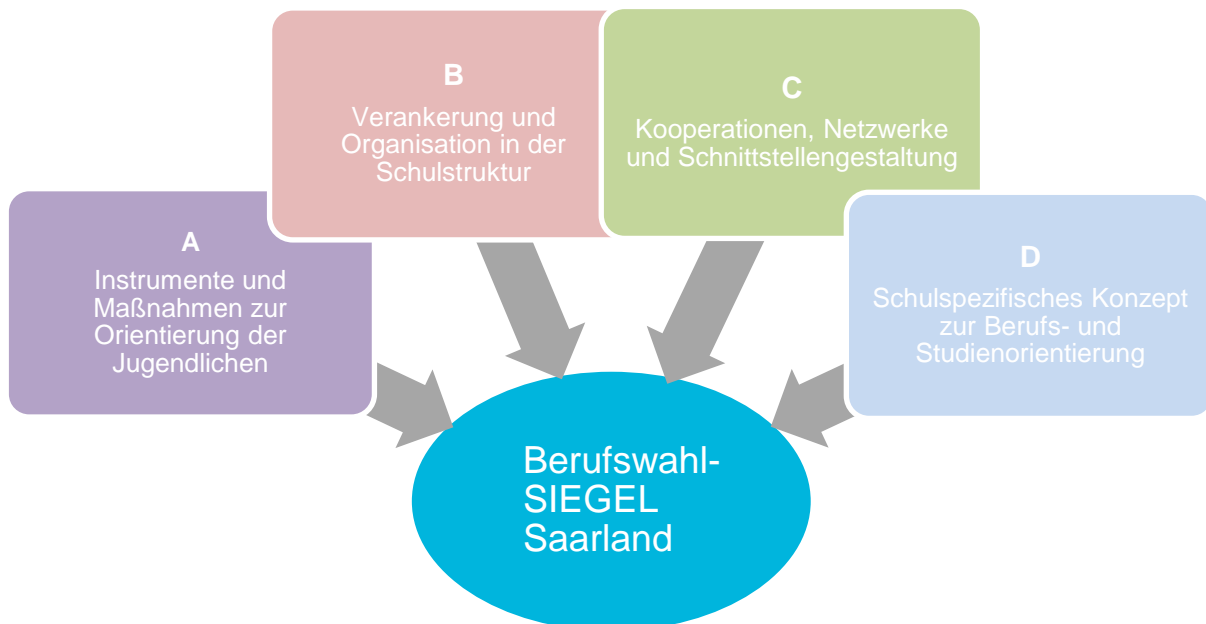 A
Instrumente und
Maßnahmen zur
Orientierung der
Jugendlichen
B
Verankerung und
Organisation in der
Schulstruktur
C
Kooperationen, Netzwerke
und Schnittstellengestaltung
D
Schulspezifisches Konzept
zur Berufs- und
Studienorientierung
Berufswahl-
SIEGEL
Saarland